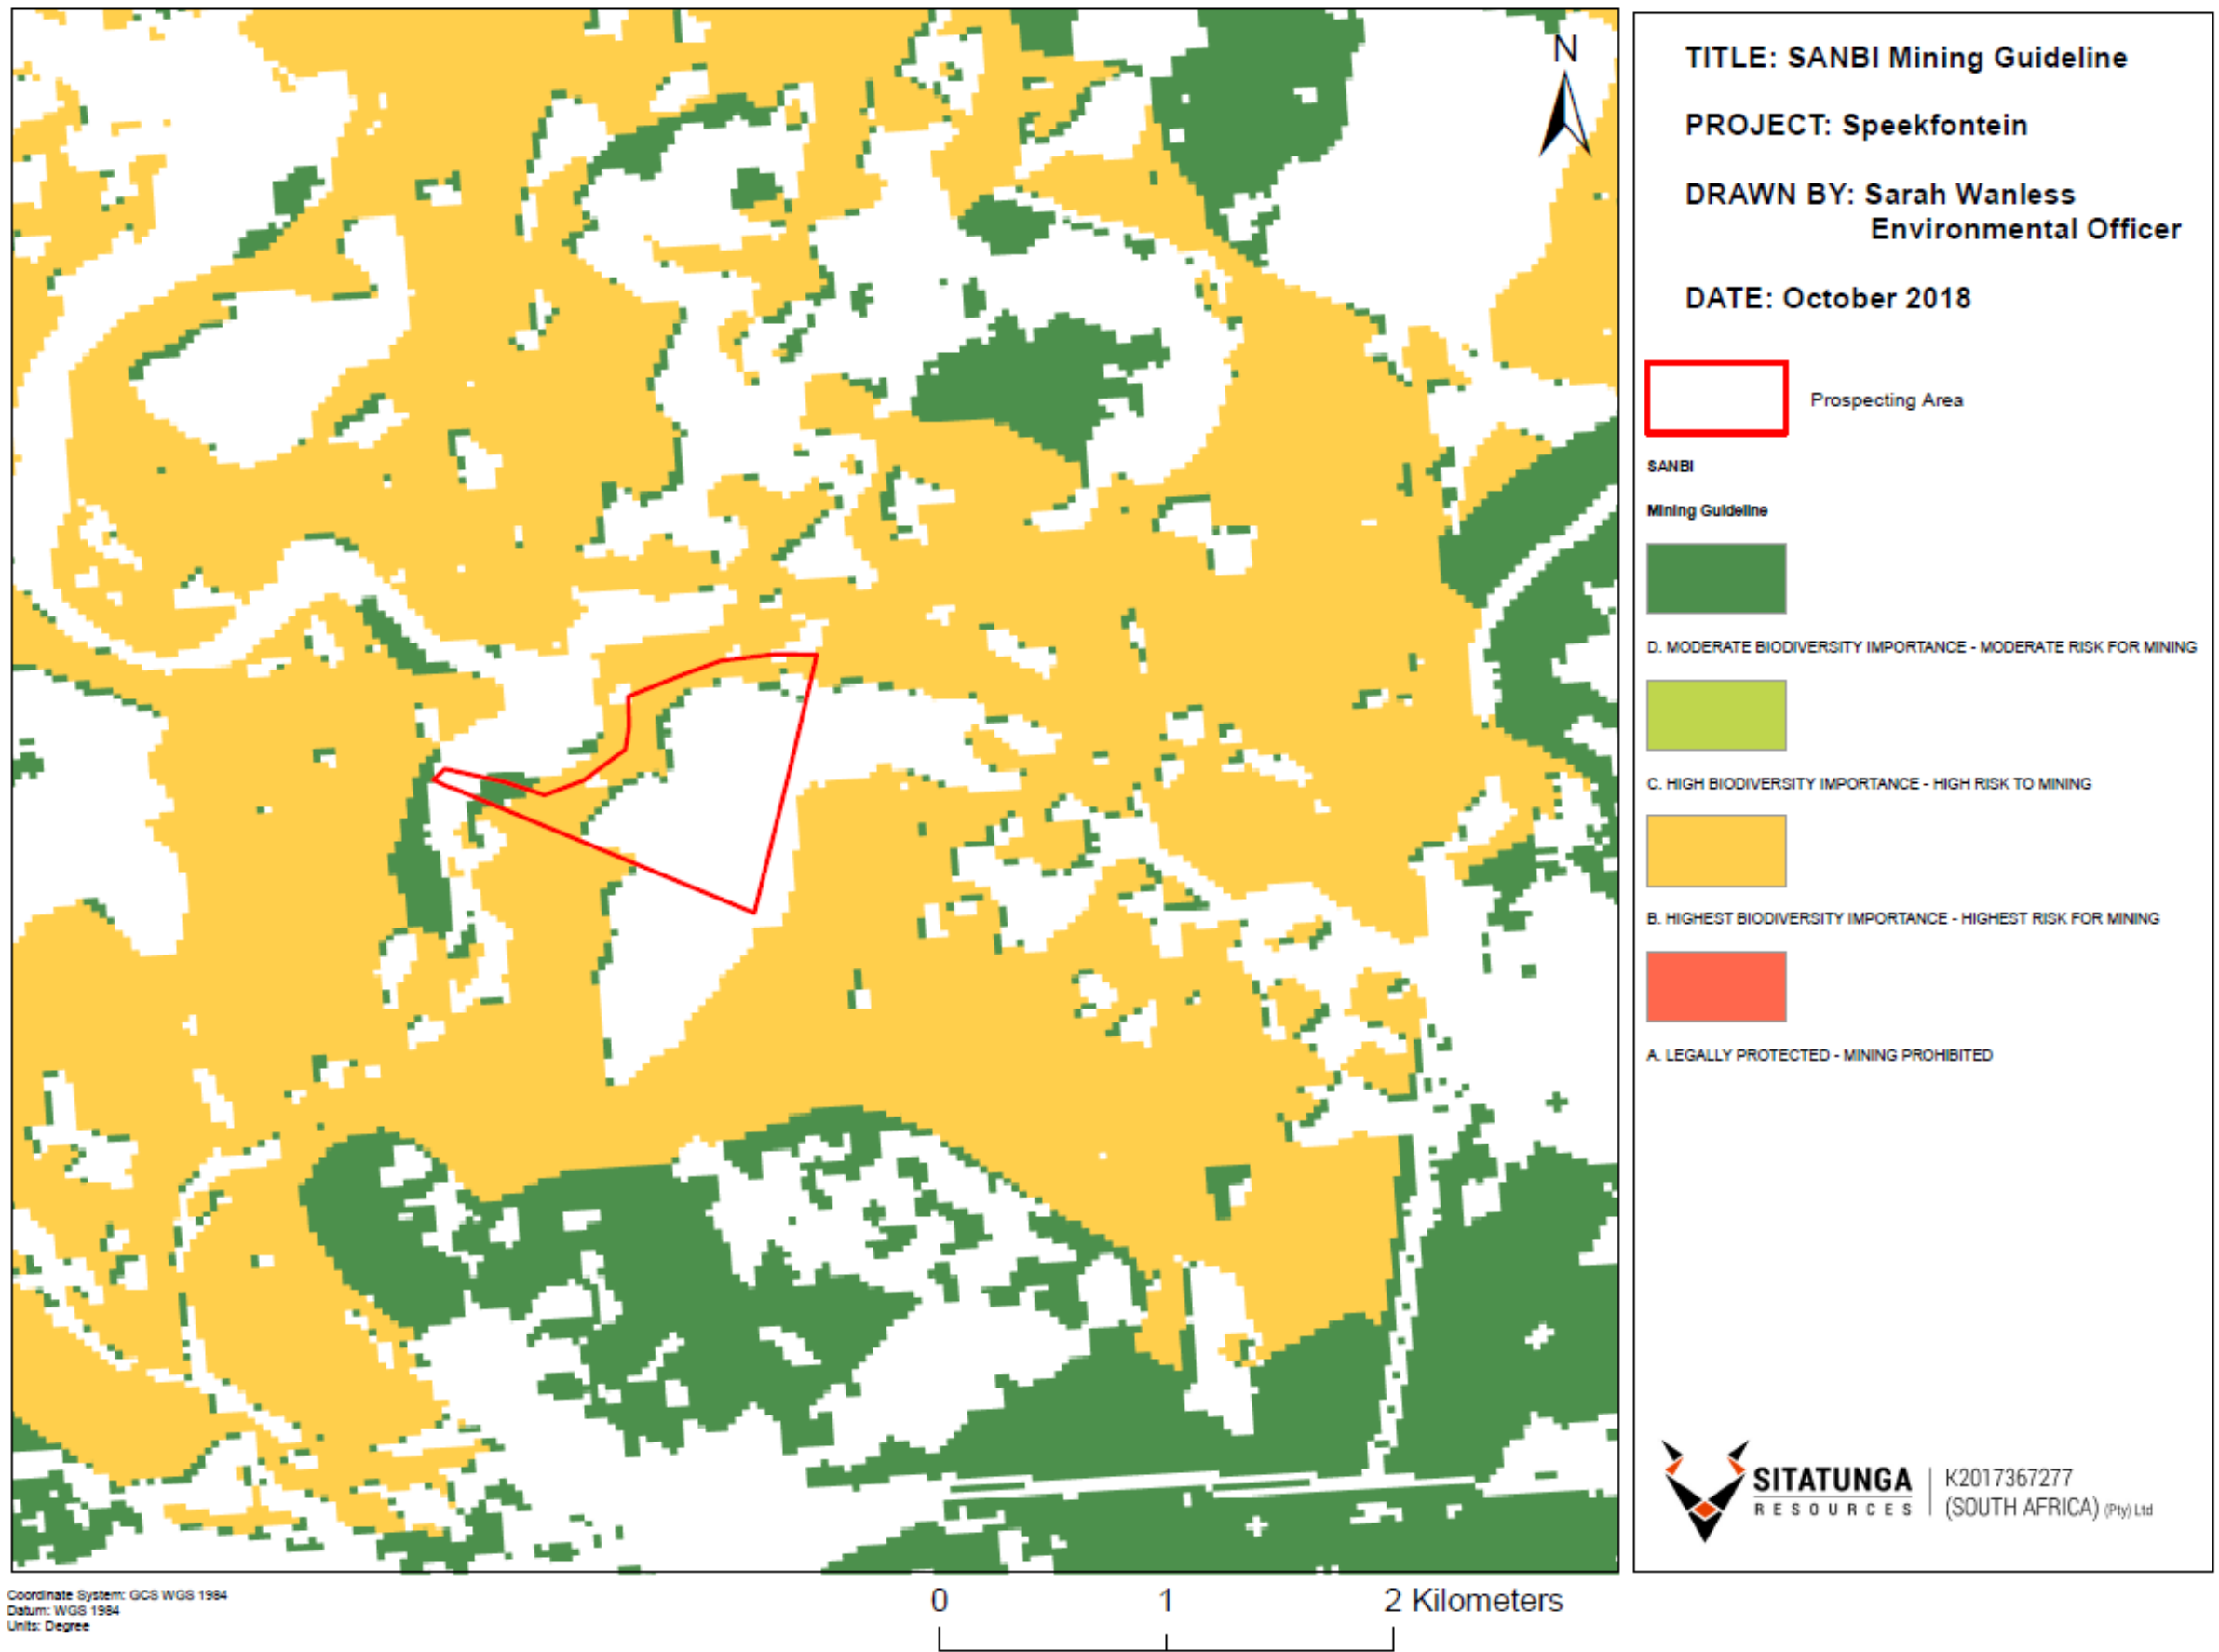 N
TITLE: SANBI Mining Guideline
PROJECT: Speekfontein
DRAWN BY: Sarah Wanless
Environmental Officer
DATE: October 2018
Prospecting Area
SANBI
Mining Guideline
D. MODERATE BIODIVERSITY IMPORTANCE - MODERATE RISK FOR MINING
C. HIGH BIODIVERSITY IMPORTANCE - HIGH RISK TO MINING
B. HIGHEST BIODIVERSITY IMPORTANCE - HIGHEST RISK FOR MINING
A. LEGALLY PROTECTED - MINING PROHIBITED
SITATUNGA
RESOURCES
K2017367277
(SOUTH AFRICA) (Pty) Ltd
Coordinate System: GCS WGS 1984
Datum: WGS 1984
Units: Degree
0 1 2 Kilometers